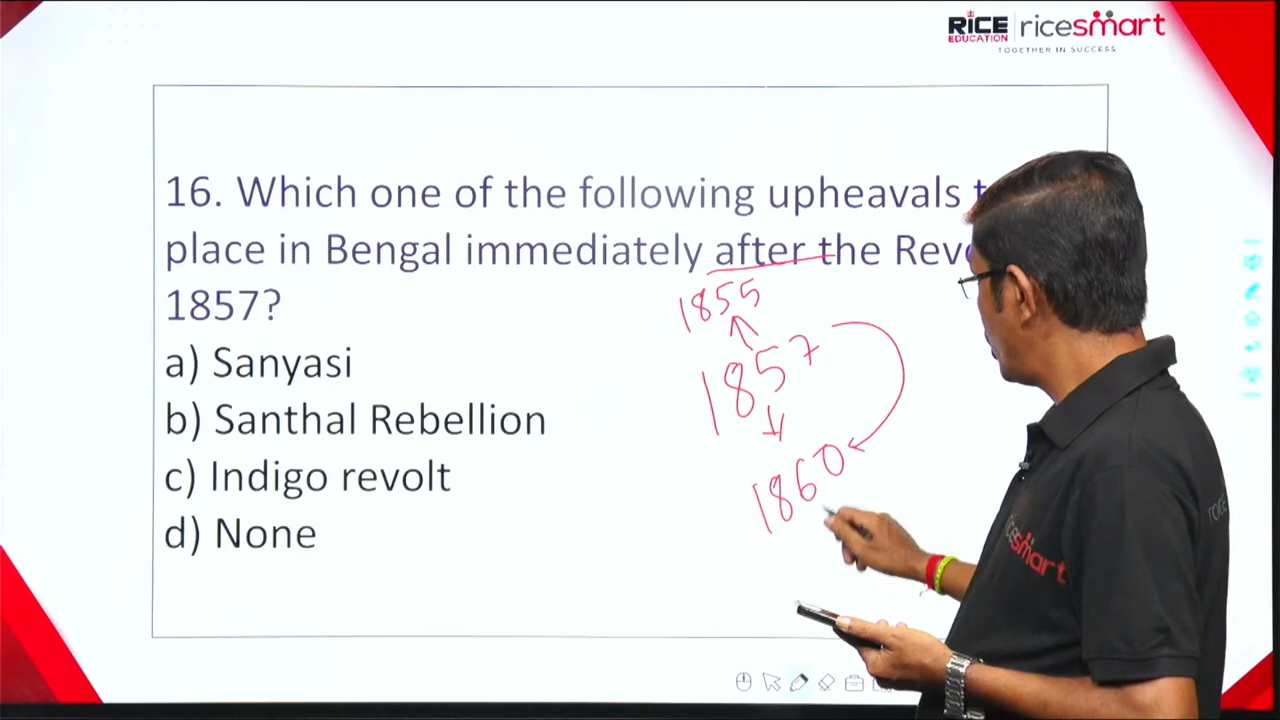 RICE
EDUCATION
ricesmart
TOGETHER IN SUCCESS
16. Which one of the following upheavals
place in Bengal immediately after the
1857?
a) Sanyasi
b) Santhal Rebellion
c) Indigo revolt
d) None
1855
1857
1860
ricesmart